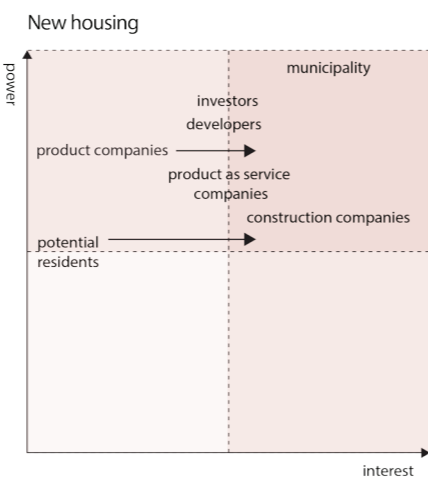 New housing
power
municipality
investors
developers
product companies
product as service
companies
construction companies
potential
residents
interest